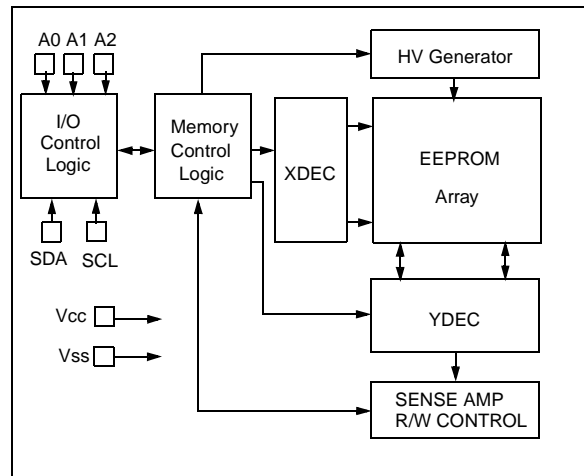 A0 A1 A2
HV Generator
I/O
Control
Logic
Memory
Control
Logic
XDEC
EEPROM
Array
SDA
SCL
Vcc
Vss
YDEC
SENSE AMP
R/W CONTROL